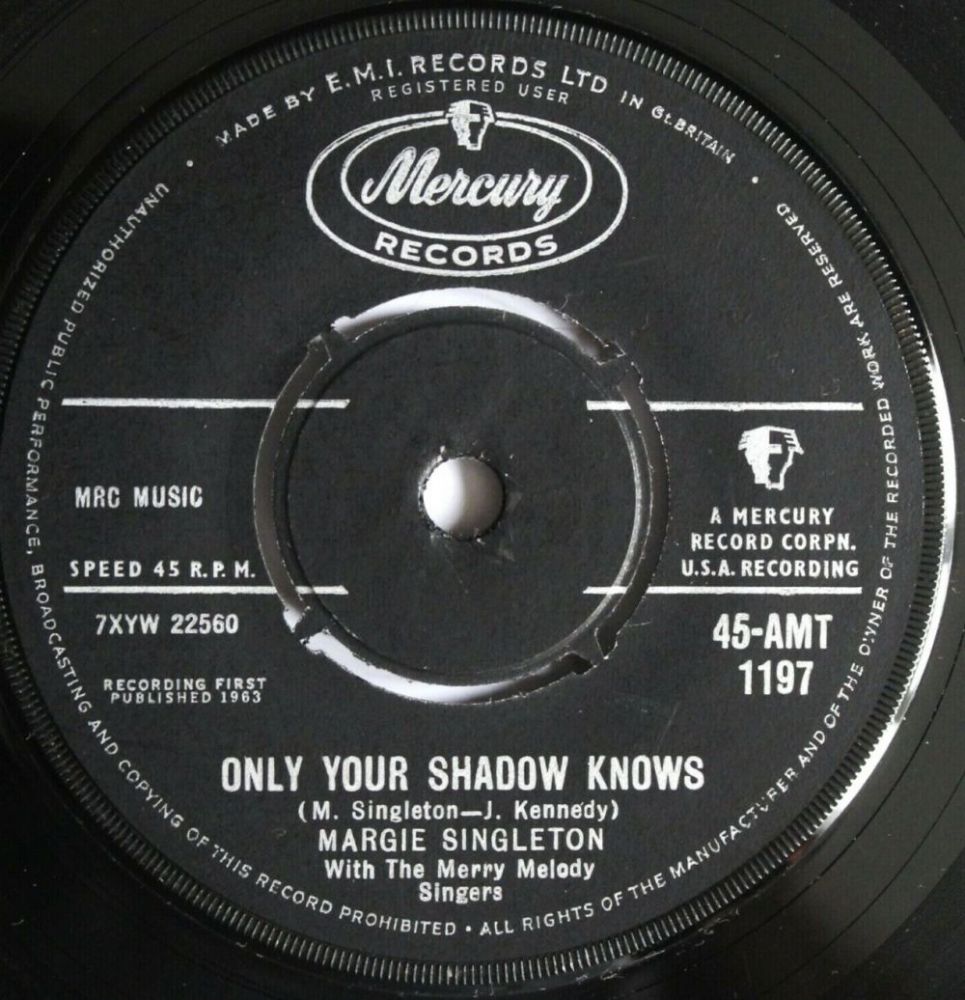 MADE BY E.M.I. RECORDS LTD IN GT. BRITAIN
REGISTERED USER
Mercury
RECORDS
MRC MUSIC
SPEED 45 R.P.M.
7XYW 22560
RECORDING FIRST
PUBLISHED 1963
A MERCURY
RECORD CORPN.
U.S.A. RECORDING
45-AMT
1197
ONLY YOUR SHADOW KNOWS
(M. Singleton—J. Kennedy)
MARGIE SINGLETON
With The Merry Melody
Singers
UNAUTHORIZED PUBLIC PERFORMANCE, BROADCASTING AND COPYING OF THIS RECORD PROHIBITED • ALL RIGHTS OF THE MANUFACTURER AND OF THE OWNER OF THE RECORDED WORK ARE RESERVED